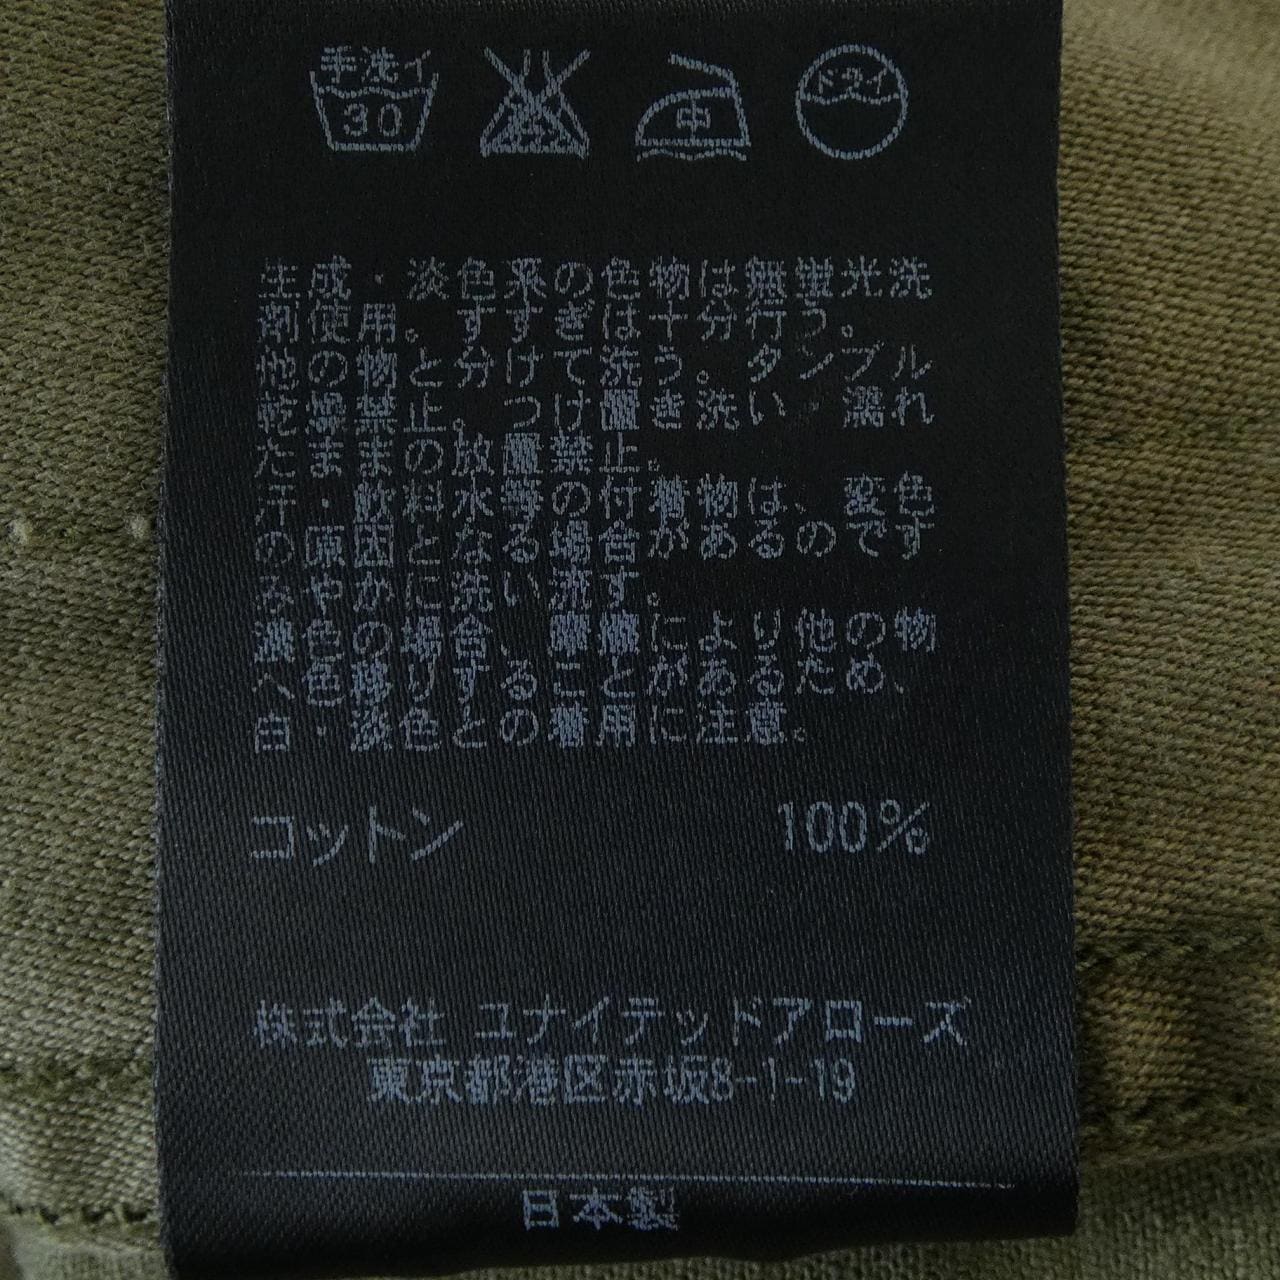 手洗イ
30
エンソサラシ
中
ドライ
生成・淡色系の色物は無蛍光洗
剤使用。すすぎは十分行う。
他の物と分けて洗う。タンブル
乾燥禁止。つけ置き洗い・濡れ
たままの放置禁止。
汗・飲料水等の付着物は、変色
の原因となる場合があるのです
みやかに洗い流す。
濃色の場合、摩擦により他の物
へ色移りすることがあるため、
白・淡色との着用に注意。
コットン 100%
株式会社 ユナイテッドアローズ
東京都港区赤坂8-1-19
日本製